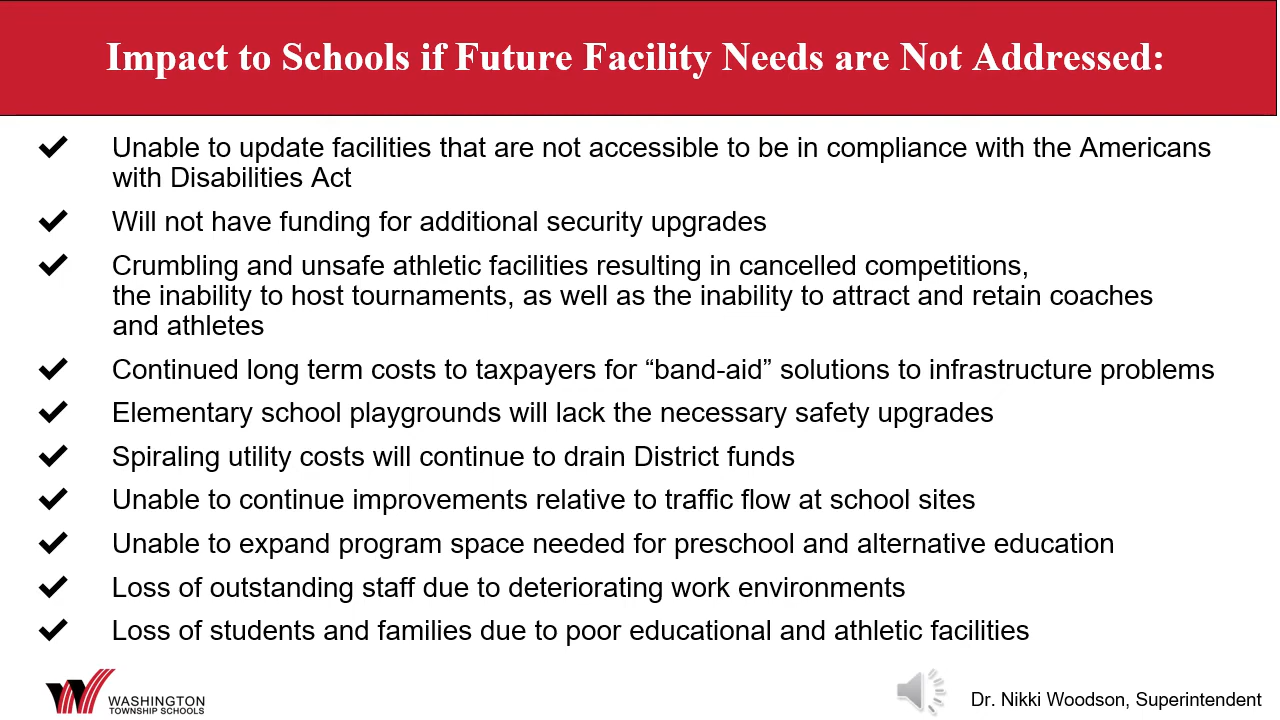 Impact to Schools if Future Facility Needs are Not Addressed:
Unable to update facilities that are not accessible to be in compliance with the Americans
with Disabilities Act
Will not have funding for additional security upgrades
Crumbling and unsafe athletic facilities resulting in cancelled competitions,
the inability to host tournaments, as well as the inability to attract and retain coaches
and athletes
Continued long term costs to taxpayers for “band-aid” solutions to infrastructure problems
Elementary school playgrounds will lack the necessary safety upgrades
Spiraling utility costs will continue to drain District funds
Unable to continue improvements relative to traffic flow at school sites
Unable to expand program space needed for preschool and alternative education
Loss of outstanding staff due to deteriorating work environments
Loss of students and families due to poor educational and athletic facilities
WASHINGTON
TOWNSHIP SCHOOLS
Dr. Nikki Woodson, Superintendent